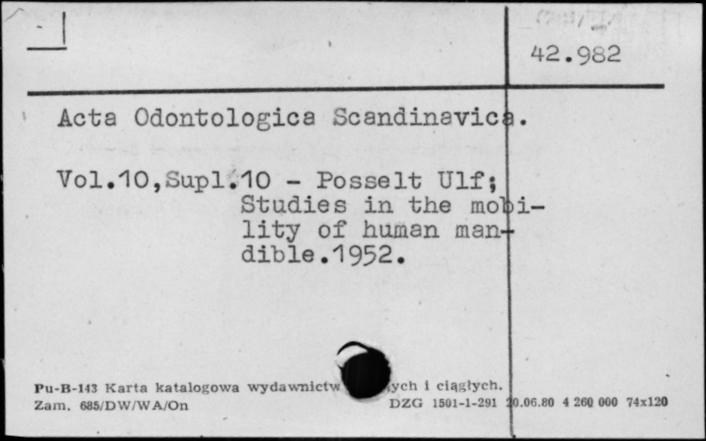 42.982
Acta Odontologica Scandinavica.
Vol.10,Supl.10 - Posselt Ulf;
Studies in the mobi-
lity of human man-
dible.1952.
Pu-B-143 Karta katalogowa wydawnictw ych i ciągłych.
Zam. 685/DW/WA/On DZG 1501-1-291 20.06.80 4 260 000 74x120